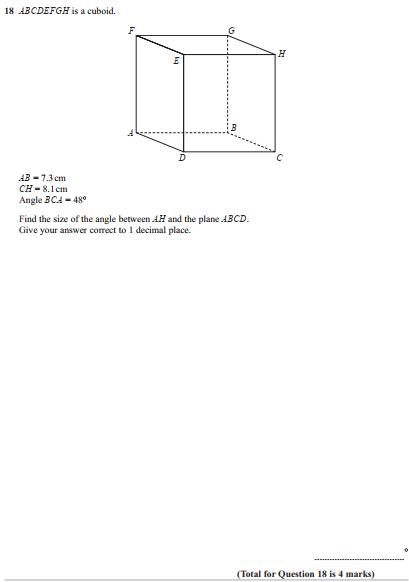 18 ABCDEFGH is a cuboid.
F
G
E
H
A
B
D
C
AB = 7.3 cm
CH = 8.1 cm
Angle BCA = 48°
Find the size of the angle between AH and the plane ABCD.
Give your answer correct to 1 decimal place.
..............................°
(Total for Question 18 is 4 marks)